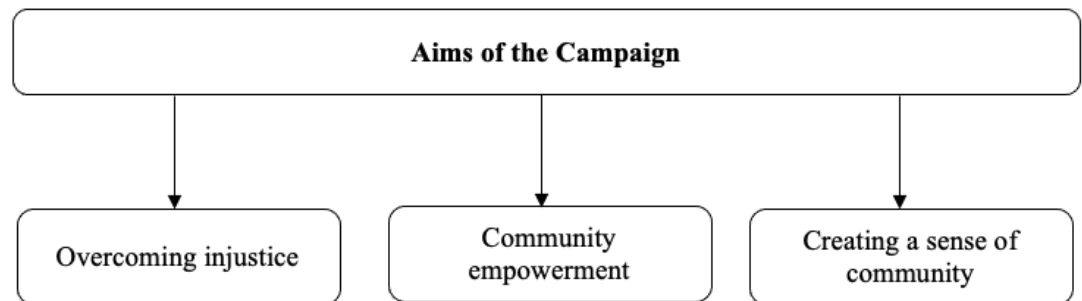 Aims of the Campaign
Overcoming injustice
Community
empowerment
Creating a sense of
community